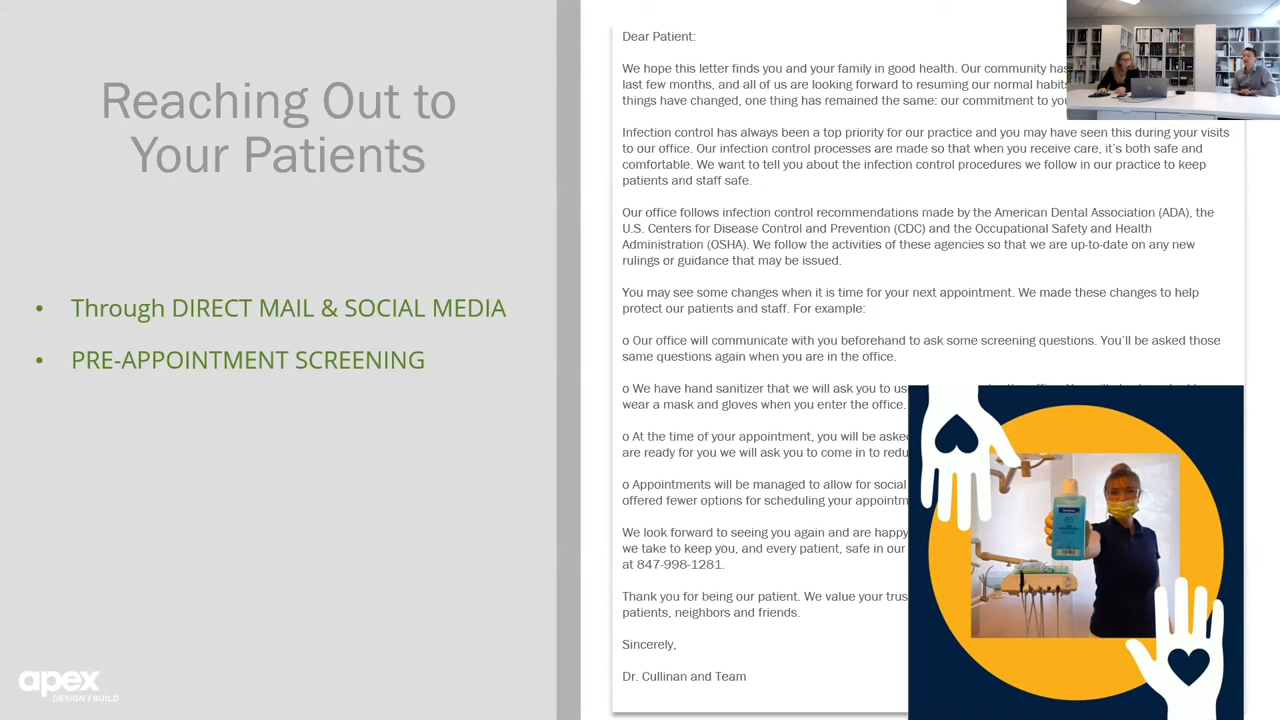 Reaching Out to
Your Patients
• Through DIRECT MAIL & SOCIAL MEDIA
• PRE-APPOINTMENT SCREENING
apex
DESIGN BUILD
Dear Patient:
We hope this letter finds you and your family in good health. Our community has
last few months, and all of us are looking forward to resuming our normal habits
things have changed, one thing has remained the same: our commitment to
Infection control has always been a top priority for our practice and you may have seen this during your visits
to our office. Our infection control processes are made so that when you receive care, it's both safe and
comfortable. We want to tell you about the infection control procedures we follow in our practice to keep
patients and staff safe.
Our office follows infection control recommendations made by the American Dental Association (ADA), the
U.S. Centers for Disease Control and Prevention (CDC) and the Occupational Safety and Health
Administration (OSHA). We follow the activities of these agencies so that we are up-to-date on any new
rulings or guidance that may be issued.
You may see some changes when it is time for your next appointment. We made these changes to help
protect our patients and staff. For example:
o Our office will communicate with you beforehand to ask some screening questions. You'll be asked those
same questions again when you are in the office.
o We have hand sanitizer that we will ask you to
wear a mask and gloves when you enter the office.
o At the time of your appointment, you will be asked
are ready for you we will ask you to come in to
o Appointments will be managed to allow for social
offered fewer options for scheduling your
We look forward to seeing you again and are happy
we take to keep you, and every patient, safe in our
at 847-998-1281.
Thank you for being our patient. We value your
patients, neighbors and friends.
Sincerely,
Dr. Cullinan and Team